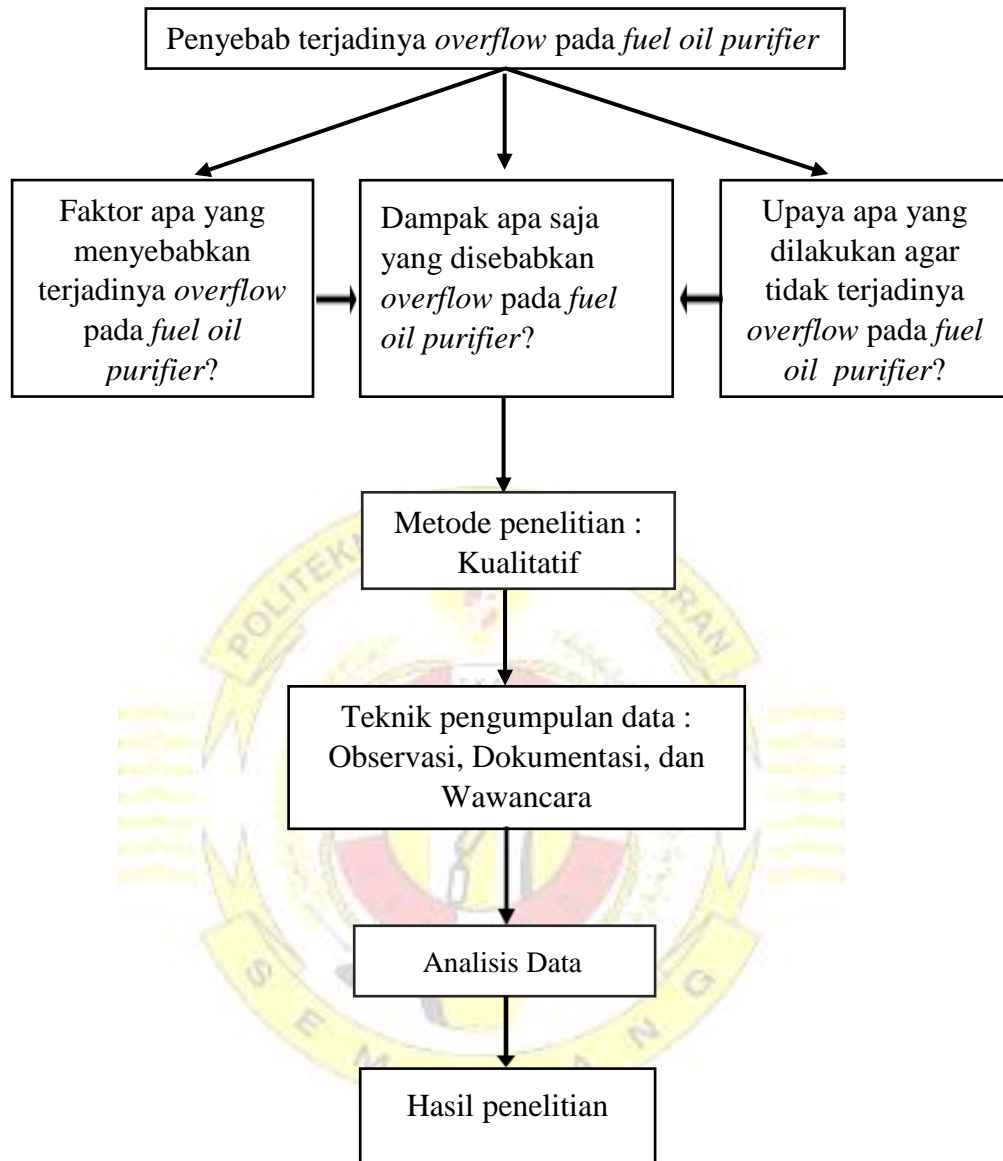 Penyebab terjadinya overflow pada fuel oil purifier
Faktor apa yang
menyebabkan
terjadinya overflow
pada fuel oil
purifier?
Dampak apa saja
yang disebabkan
overflow pada fuel
oil purifier?
Upaya apa yang
dilakukan agar
tidak terjadinya
overflow pada fuel
oil purifier?
Metode penelitian :
Kualitatif
Teknik pengumpulan data :
Observasi, Dokumentasi, dan
Wawancara
Analisis Data
Hasil penelitian